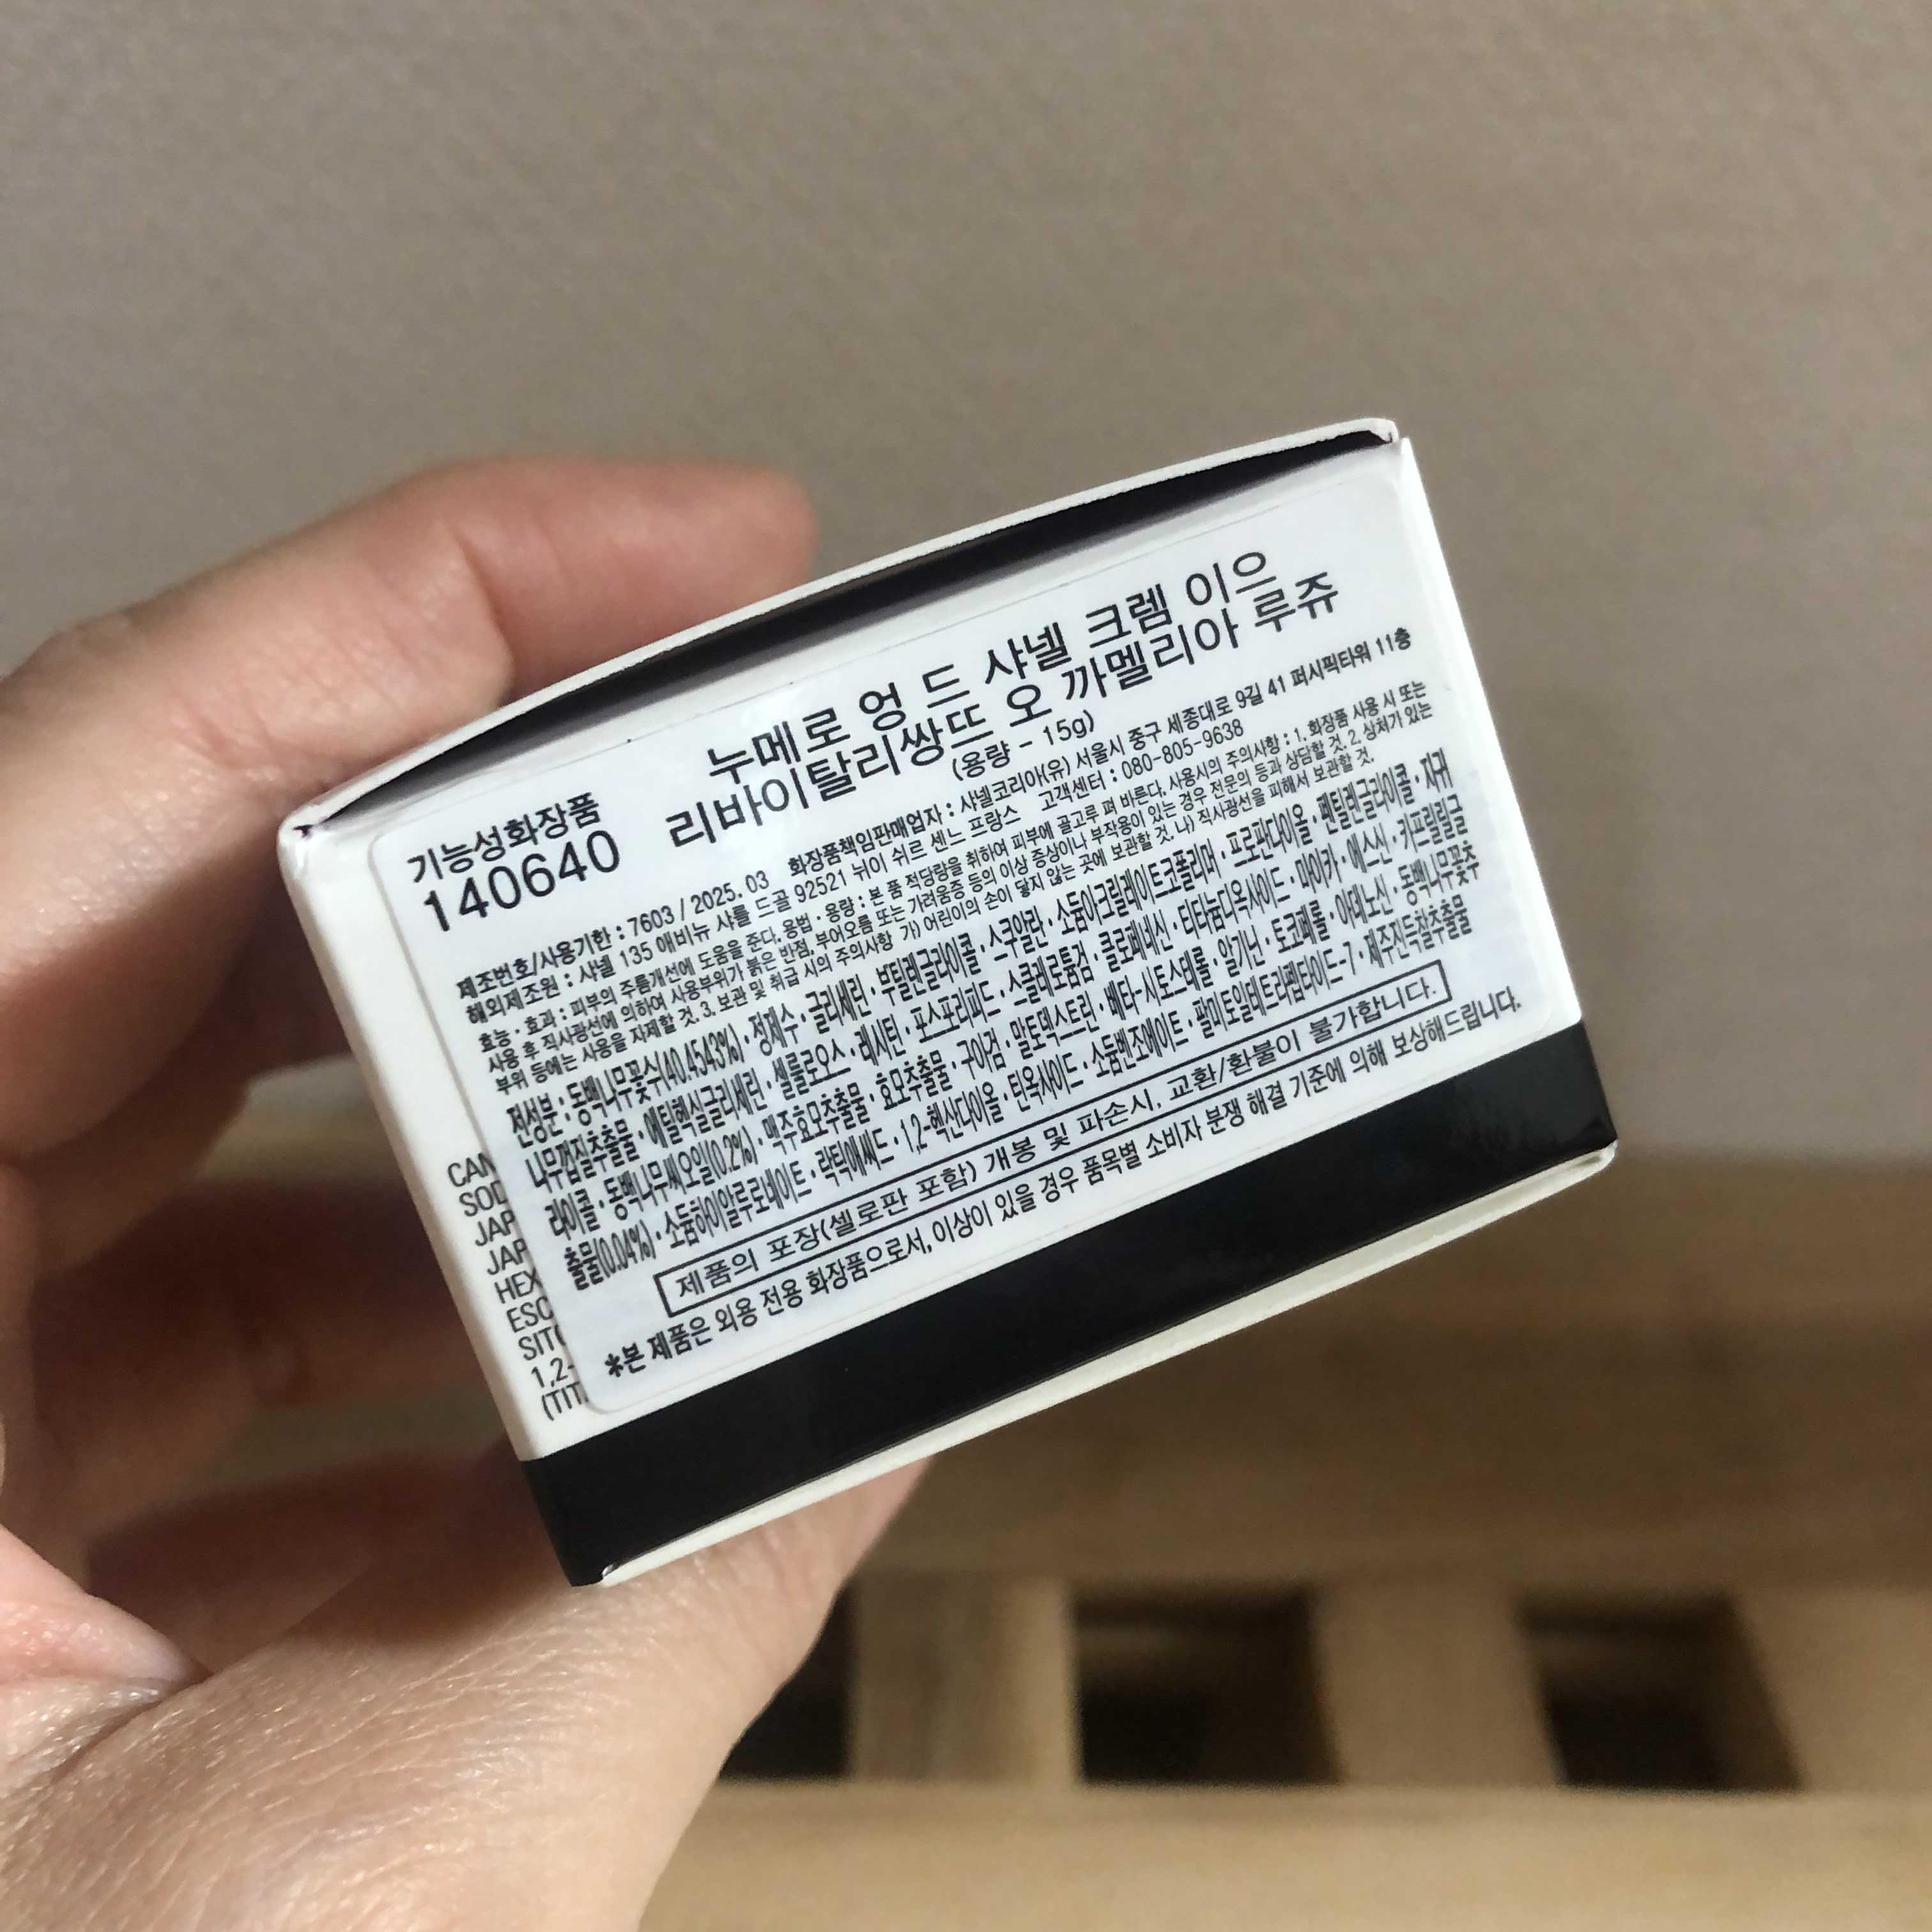 기능성화장품
140640
누메로 엉 드 샤넬 크렘 이으
리바이탈리쌍뜨 오 까멜리아 루쥬
(용량 - 15g)
제조번호/사용기한 : 7603 / 2025. 03 화장품책임판매업자 : 샤넬코리아(유) 서울시 중구 세종대로 9길 41 퍼시픽타워 11층
해외제조원 : 샤넬 135 애비뉴 샤를 드골 92521 뉘이 쉬르 센느 프랑스 고객센터 : 080-805-9638
효능 · 효과 : 피부의 주름개선에 도움을 준다. 용법 · 용량 : 본 품 적당량을 취하여 피부에 골고루 펴 바른다. 사용시의 주의사항 : 1. 화장품 사용 시 또는
사용 후 직사광선에 의하여 사용부위가 붉은 반점, 부어오름 또는 가려움증 등의 이상 증상이나 부작용이 있는 경우 전문의 등과 상담할 것. 2. 상처가 있는
부위 등에는 사용을 자제할 것. 3. 보관 및 취급 시의 주의사항 가) 어린이의 손이 닿지 않는 곳에 보관할 것. 나) 직사광선을 피해서 보관할 것.
전성분 : 동백나무꽃수(40.4543%) · 정제수 · 글리세린 · 부틸렌글라이콜 · 스쿠알란 · 소듐아크릴레이트코폴리머 · 프로판다이올 · 펜틸렌글라이콜 · 자귀
나무껍질추출물 · 에틸헥실글리세린 · 셀룰로오스 · 레시틴 · 포스포리피드 · 스클레로튬검 · 클로페네신 · 티타늄디옥사이드 · 마이카 · 에스신 · 카프릴릴글
라이콜 · 동백나무씨오일(0.2%) · 맥주효모추출물 · 효모추출물 · 구아검 · 말토덱스트린 · 베타-시토스테롤 · 알기닌 · 토코페롤 · 아데노신 · 동백나무꽃추
출물(0.04%) · 소듐하이알루로네이트 · 락틱애씨드 · 1,2-헥산다이올 · 틴옥사이드 · 소듐벤조에이트 · 팔미토일테트라펩타이드-7 · 제주진득찰추출물
제품의 포장(셀로판 포함) 개봉 및 파손시, 교환/환불이 불가합니다.
*본 제품은 외용 전용 화장품으로서, 이상이 있을 경우 품목별 소비자 분쟁 해결 기준에 의해 보상해드립니다.
CAN
SOD
JAP
JAP
HEX
ESC
SIT
1,2-
(TIT